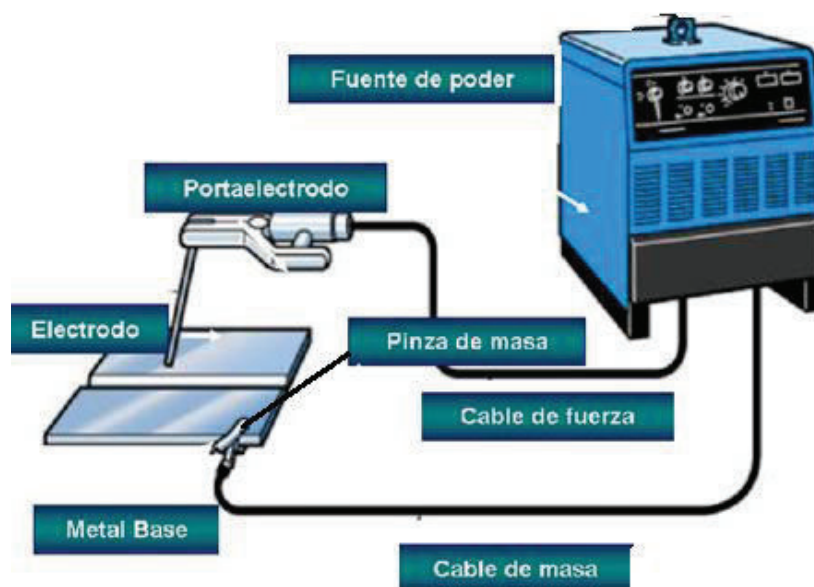 Fuente de poder
Portaelectrodo
Electrodo
Pinza de masa
Cable de fuerza
Metal Base
Cable de masa